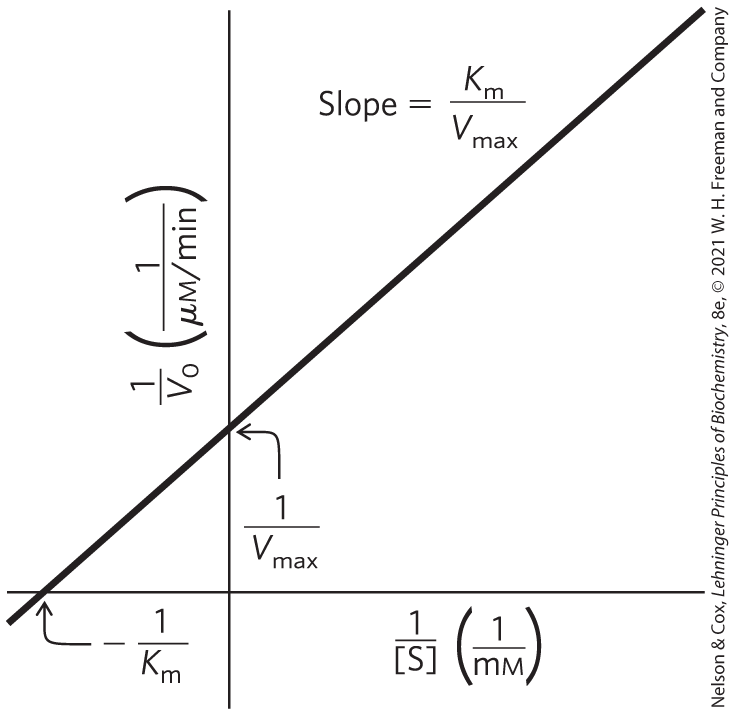 Slope = Km/Vmax
1/V0 (1/μM/min)
1/Vmax
− 1/Km
1/[S] (1/mM)
Nelson & Cox, Lehninger Principles of Biochemistry, 8e, © 2021 W. H. Freeman and Company